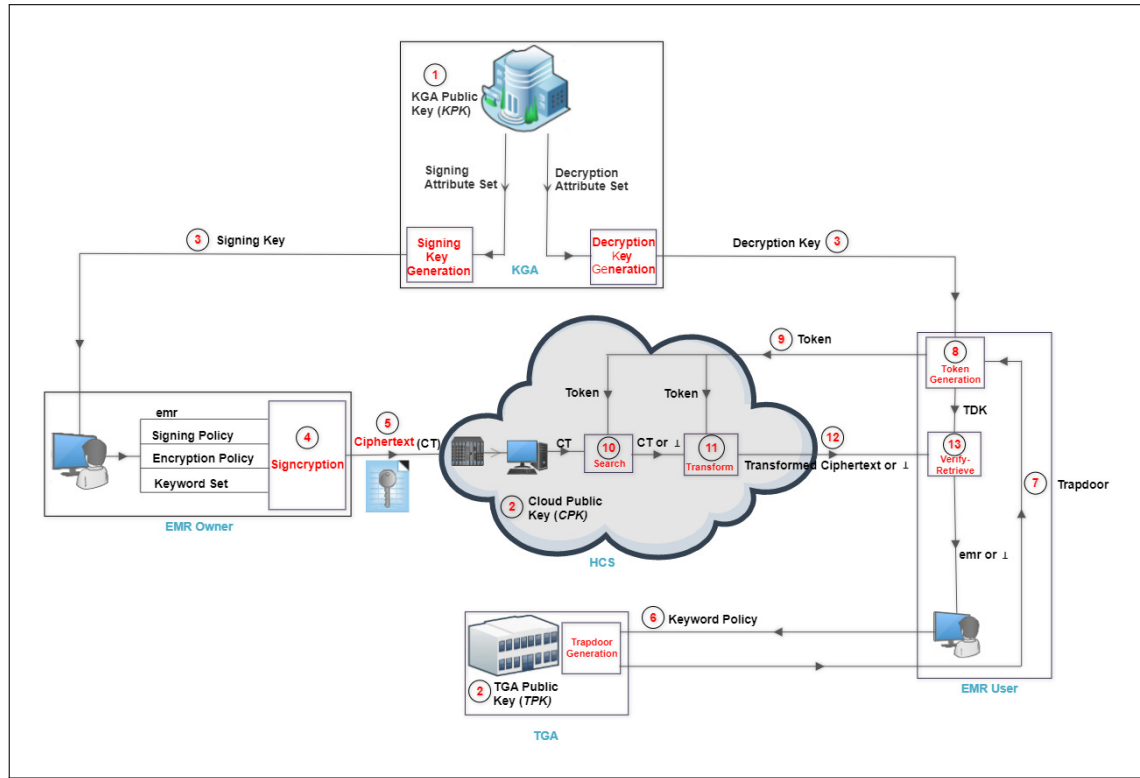 1
KGA Public
Key (KPK)
Signing
Attribute Set
Decryption
Attribute Set
3 Signing Key
Signing
Key
Generation
Decryption
Key
Generation
Decryption Key 3
KGA
9 Token
8
Token
Generation
Token
Token
TDK
emr
Signing Policy
Encryption Policy
Keyword Set
4
Signcryption
5
Ciphertext (CT)
CT
10
Search
CT or ⊥
11
Transform
12
Transformed Ciphertext or ⊥
13
Verify-
Retrieve
7 Trapdoor
2 Cloud Public
Key (CPK)
EMR Owner
HCS
emr or ⊥
6 Keyword Policy
Trapdoor
Generation
2 TGA Public
Key (TPK)
EMR User
TGA